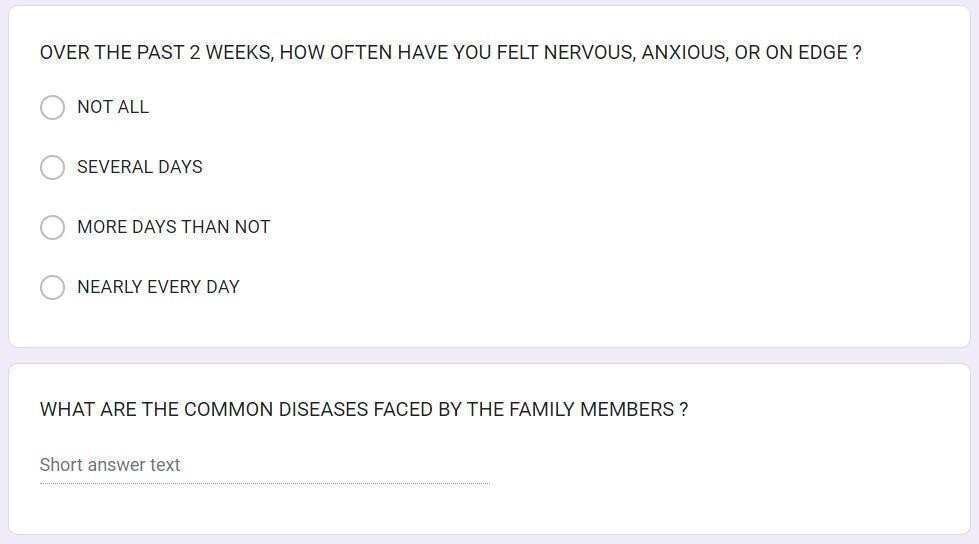 OVER THE PAST 2 WEEKS, HOW OFTEN HAVE YOU FELT NERVOUS, ANXIOUS, OR ON EDGE ?
NOT ALL
SEVERAL DAYS
MORE DAYS THAN NOT
NEARLY EVERY DAY
WHAT ARE THE COMMON DISEASES FACED BY THE FAMILY MEMBERS ?
Short answer text